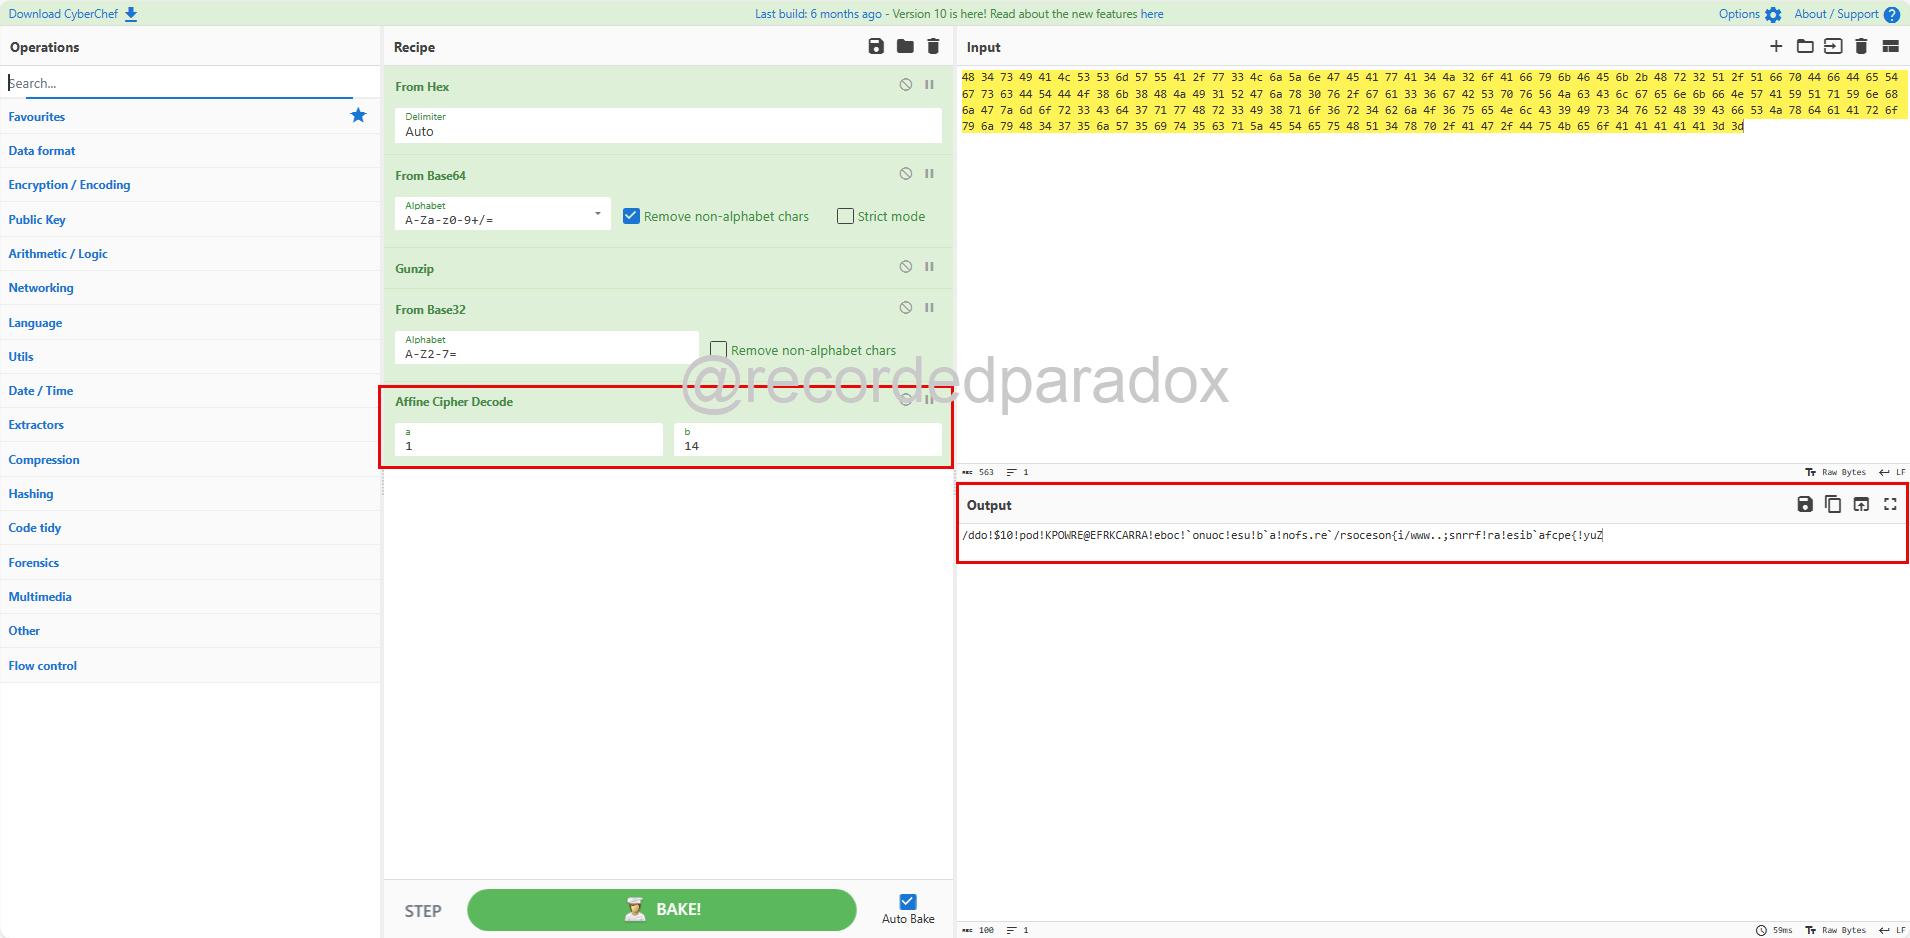 Download CyberChef
Last build: 6 months ago - Version 10 is here! Read about the new features here
Options
About / Support
Operations
Search...
Favourites
Data format
Encryption / Encoding
Public Key
Arithmetic / Logic
Networking
Language
Utils
Date / Time
Extractors
Compression
Hashing
Code tidy
Forensics
Multimedia
Other
Flow control
Recipe
From Hex
Delimiter
Auto
From Base64
Alphabet
A-Za-z0-9+/=
Remove non-alphabet chars
Strict mode
Gunzip
From Base32
Alphabet
A-Z2-7=
Remove non-alphabet chars
@recordedparadox
Affine Cipher Decode
a
1
b
14
STEP
BAKE!
Auto Bake
Input
48 34 73 49 41 4c 53 53 6d 57 55 41 2f 77 33 4c 6a 5a 6e 47 45 41 77 41 34 4a 32 6f 41 66 79 6b 46 45 6b 2b 48 72 32 51 2f 51 66 70 44 66 44 65 54
67 73 63 44 54 44 4f 38 6b 38 48 4a 49 31 52 47 6a 78 30 76 2f 67 61 33 36 67 42 53 70 76 56 4a 63 43 6c 67 65 6e 6b 66 4e 57 41 59 51 71 59 6e 68
6a 47 7a 6d 6f 72 33 43 64 37 71 77 48 72 33 49 38 71 6f 36 72 34 62 6a 4f 36 75 65 4e 6c 43 39 49 73 34 76 52 48 39 43 66 53 4a 78 64 61 41 72 6f
79 6a 79 48 34 37 35 6a 57 35 69 74 35 63 71 5a 45 54 65 75 48 51 34 78 70 2f 41 47 2f 44 75 4b 65 6f 41 41 41 41 41 3d 3d
REC 563
1
Raw Bytes
LF
Output
/ddo!$10!pod!KPOWRE@EFRKCARRA!eboc!`onuoc!esu!b`a!nofs.re`/rsoceson{i/www..;snrrf!ra!esib`afcpe{!yuZ
REC 100
1
59ms
Raw Bytes
LF